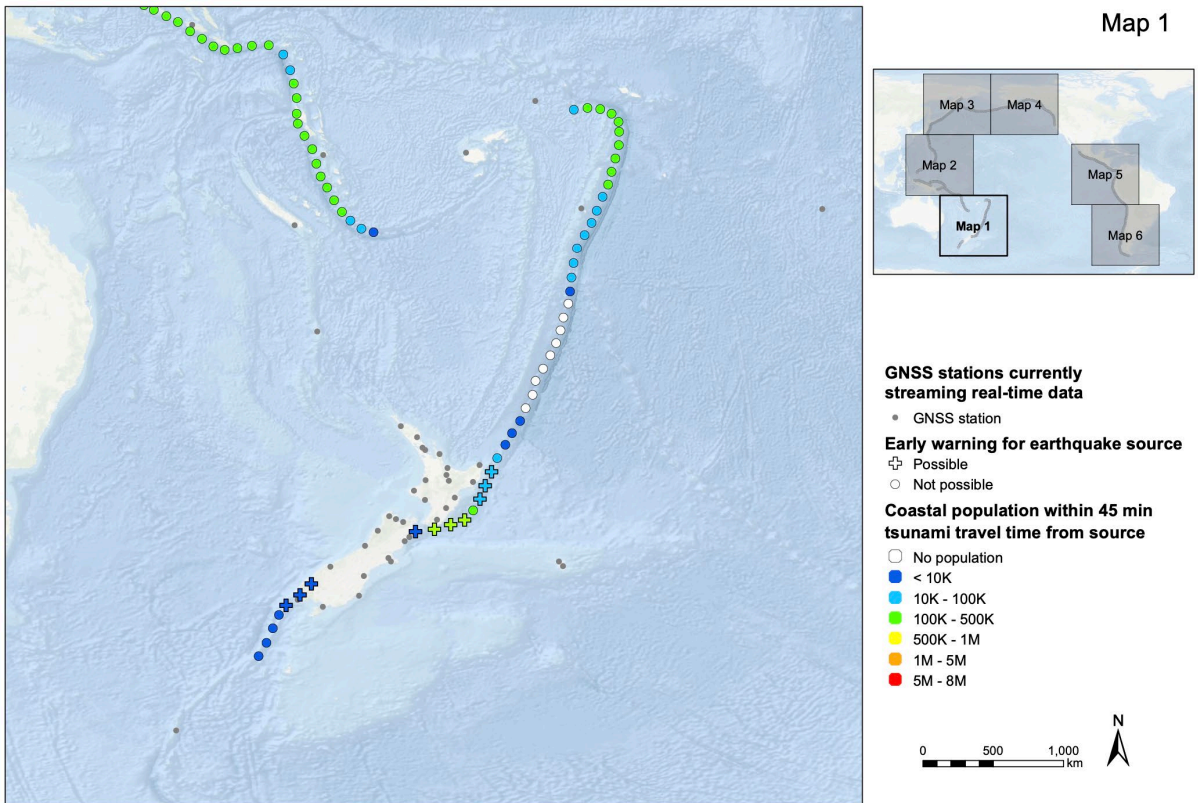 Map 1
Map 3
Map 4
Map 2
Map 5
Map 1
Map 6
GNSS stations currently
streaming real-time data
GNSS station
Early warning for earthquake source
Possible
Not possible
Coastal population within 45 min
tsunami travel time from source
No population
< 10K
10K - 100K
100K - 500K
500K - 1M
1M - 5M
5M - 8M
N
0 500 1,000
km